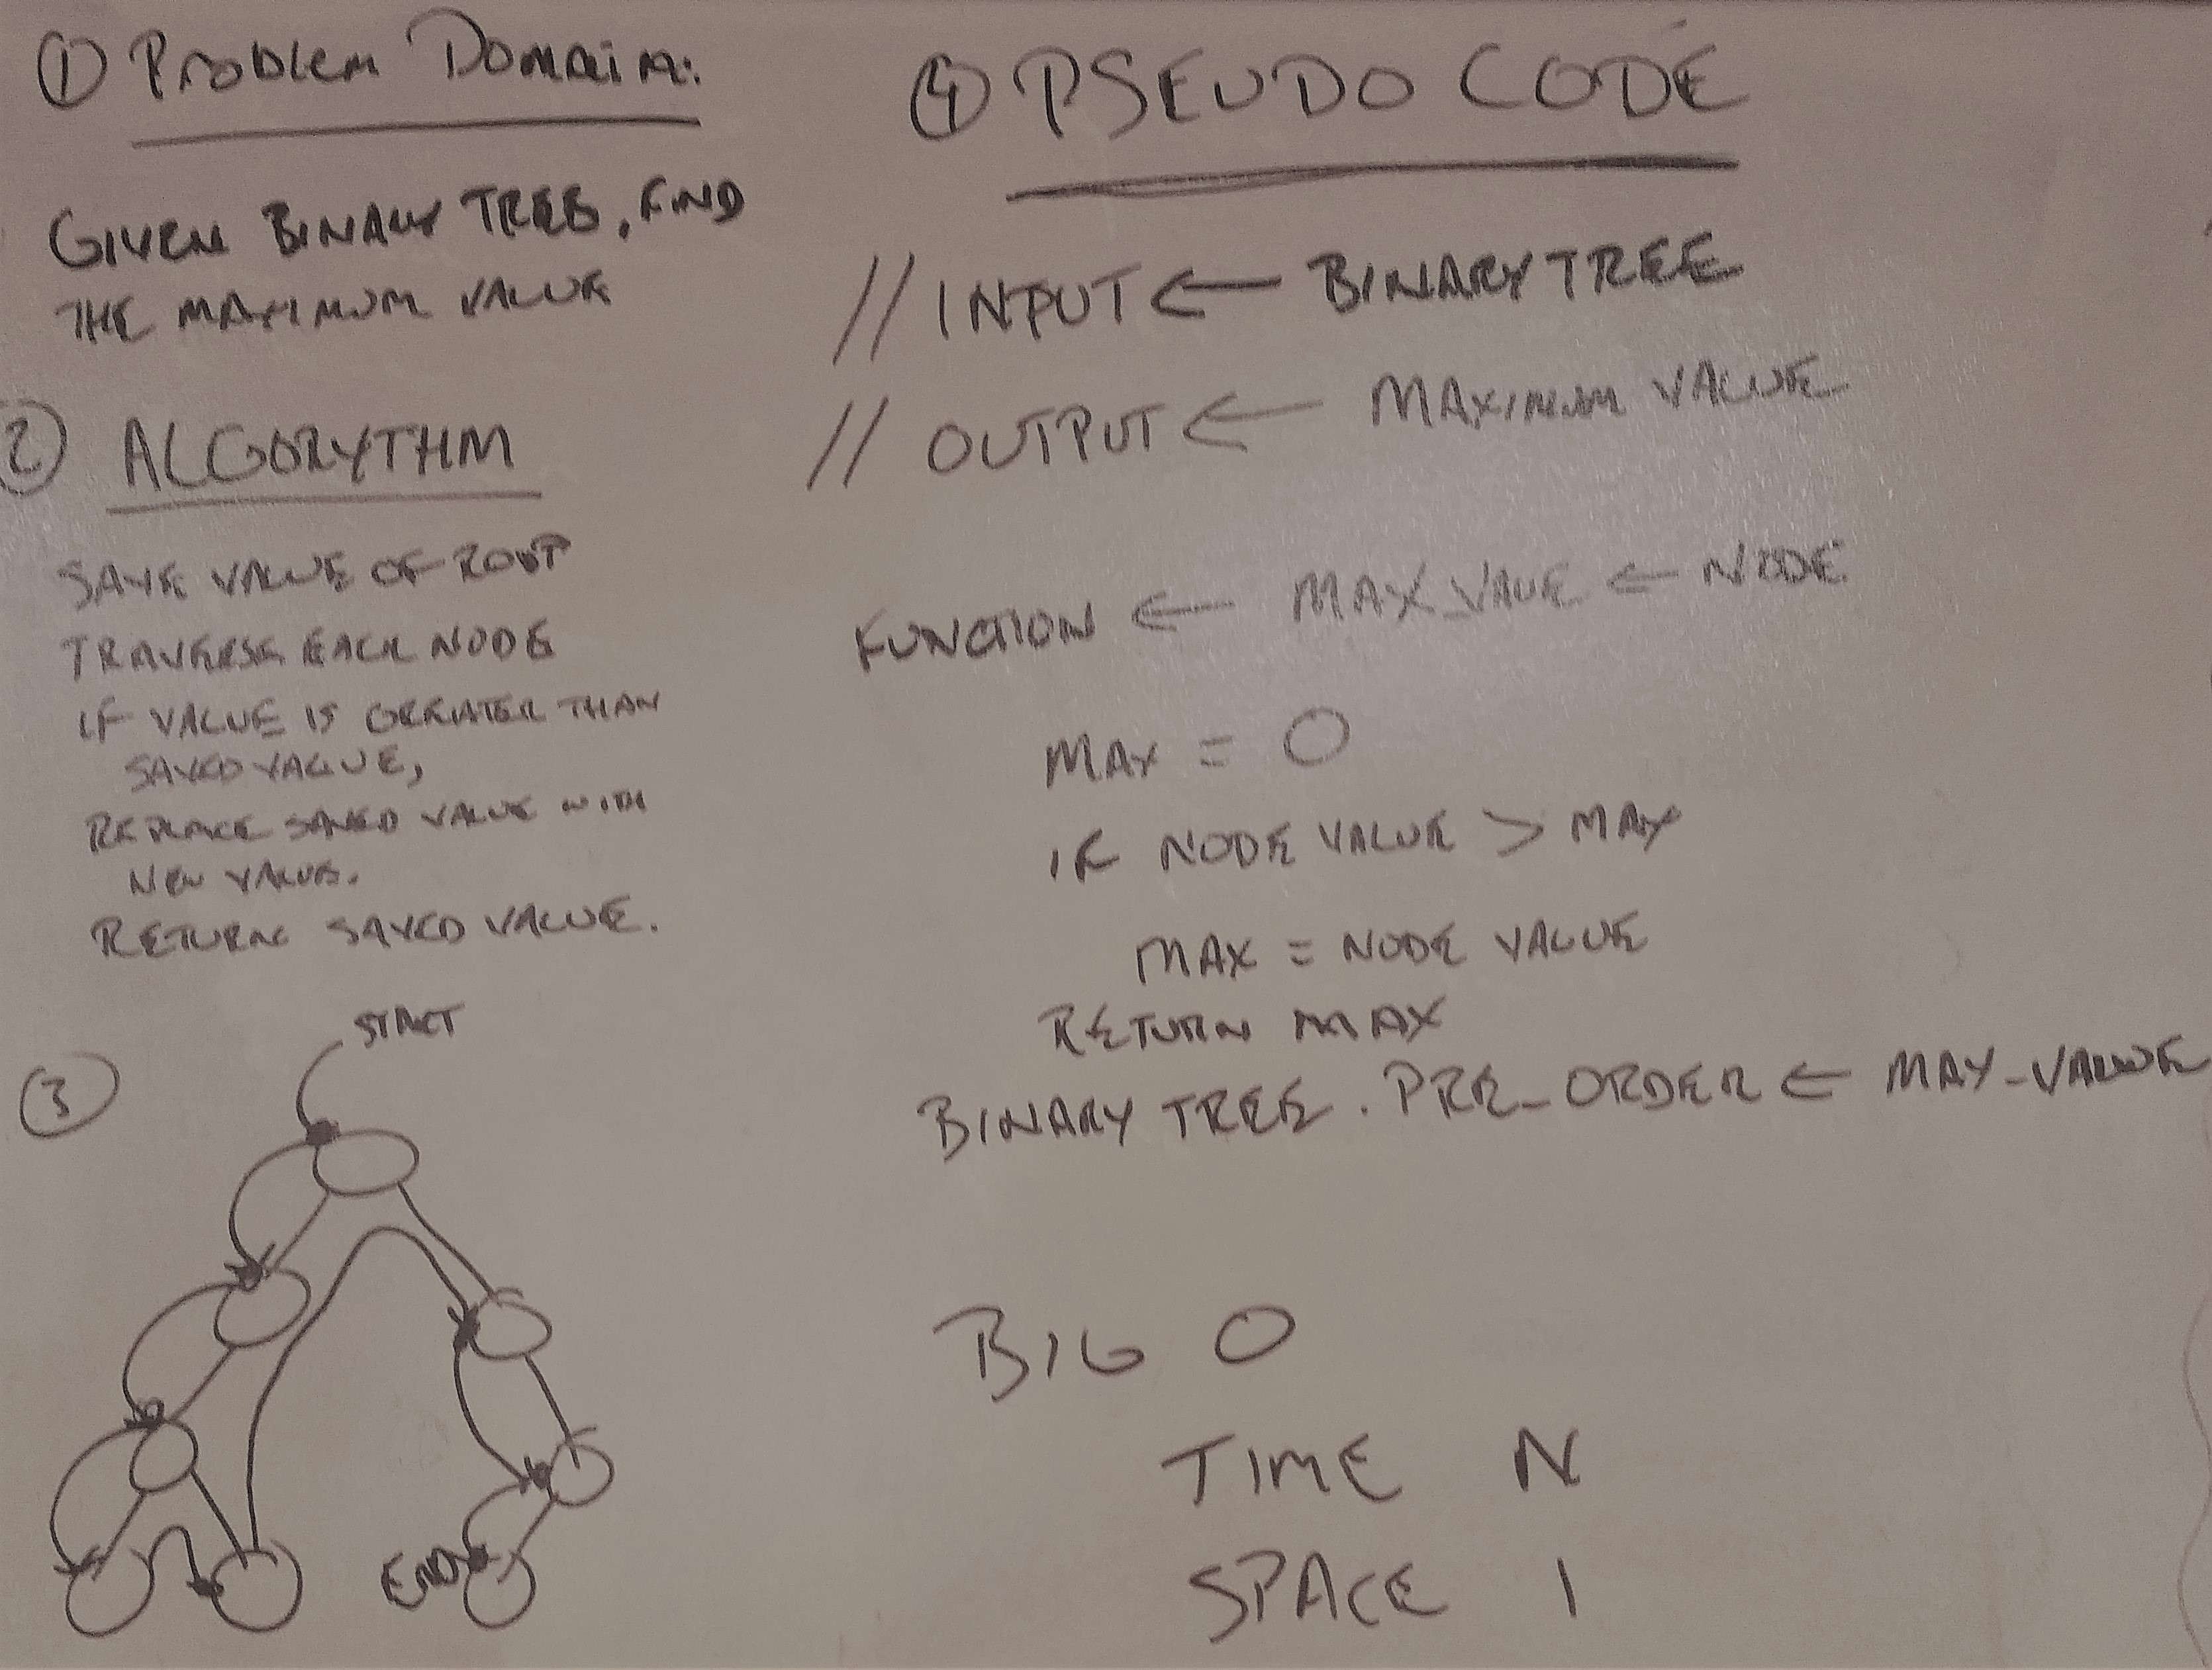 ① Problem Domain:
GIVEN BINARY TREE, FIND
THE MAXIMUM VALUE
② ALGORYTHM
SAVE VALUE OF ROOT
TRAVERSE EACH NODE
IF VALUE IS GREATER THAN
SAVED VALUE,
REPLACE SAVED VALUE WITH
NEW VALUE.
RETURN SAVED VALUE.
③
START
END
④ PSEUDO CODE
// INPUT ← BINARY TREE
// OUTPUT ← MAXIMUM VALUE
FUNCTION ← MAX_VAUE ← NODE
MAX = 0
IF NODE VALUE > MAX
MAX = NODE VALUE
RETURN MAX
BINARY TREE . PRE_ORDER ← MAX_VALUE
BIG O
TIME N
SPACE 1